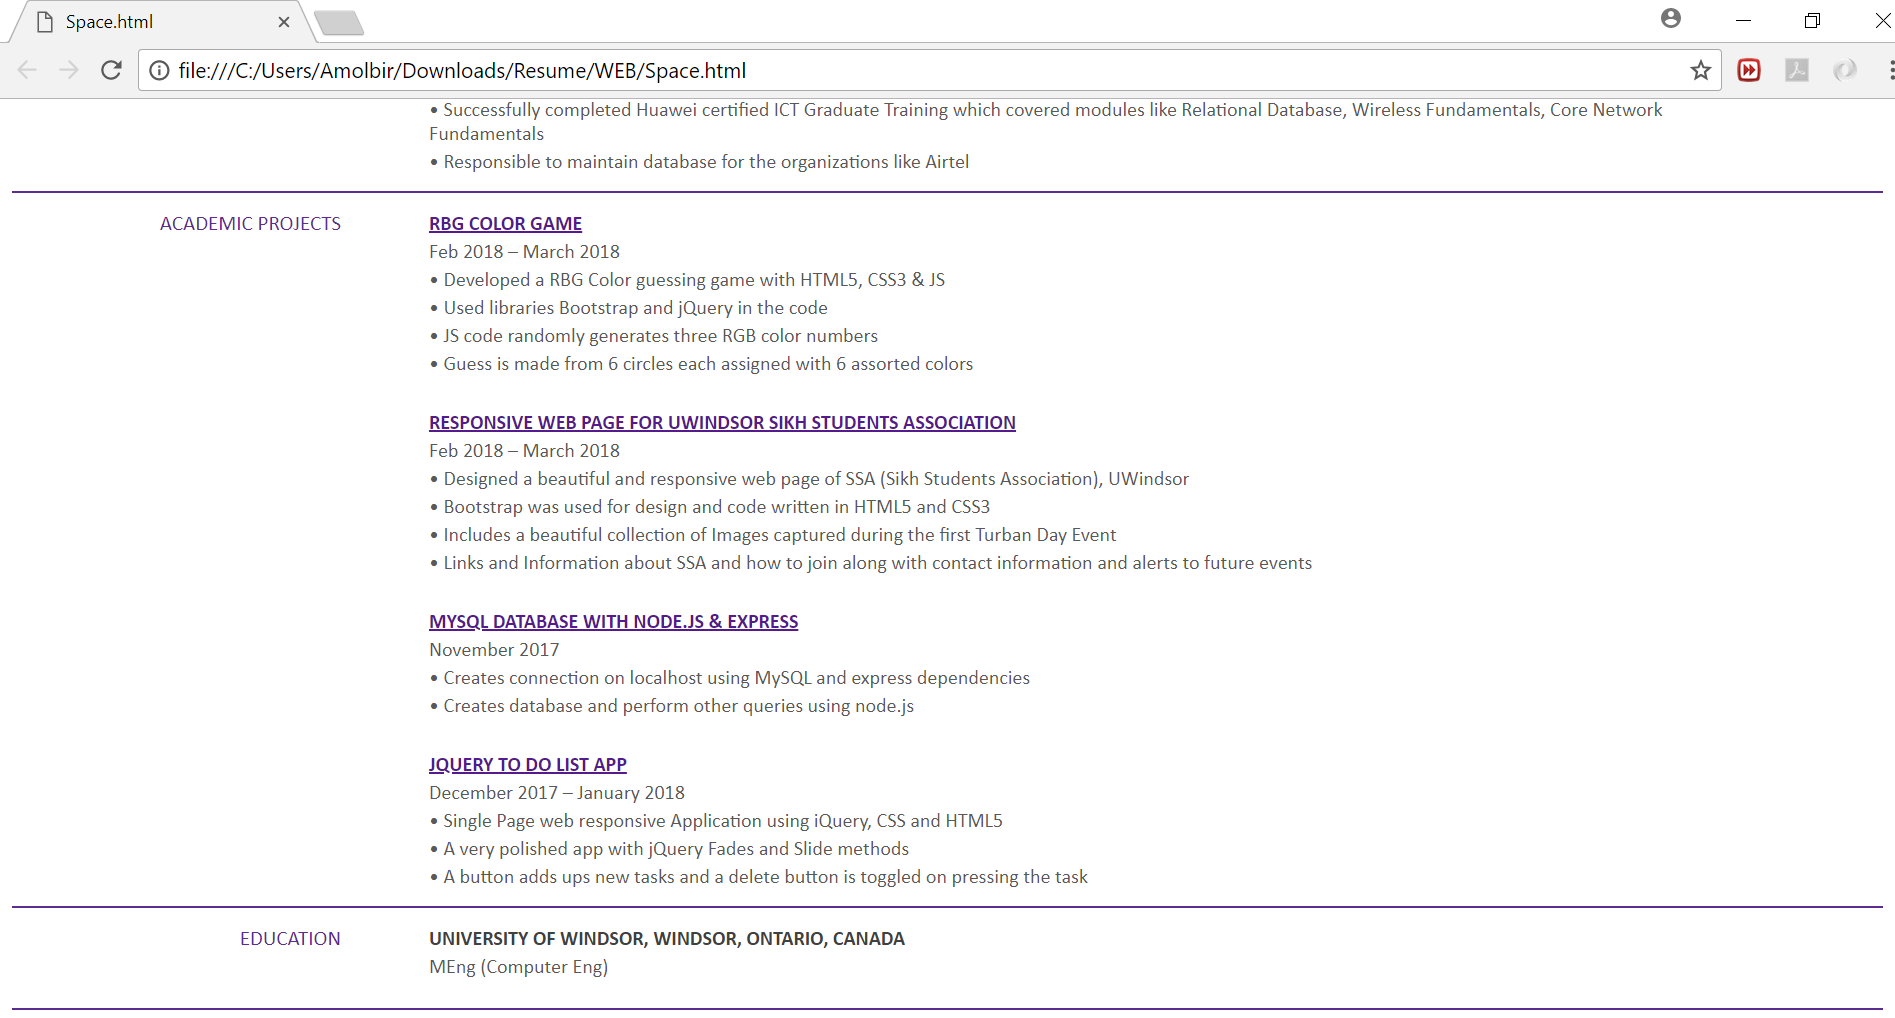 Space.html
file:///C:/Users/Amolbir/Downloads/Resume/WEB/Space.html
• Successfully completed Huawei certified ICT Graduate Training which covered modules like Relational Database, Wireless Fundamentals, Core Network
Fundamentals
• Responsible to maintain database for the organizations like Airtel
ACADEMIC PROJECTS
RBG COLOR GAME
Feb 2018 – March 2018
• Developed a RBG Color guessing game with HTML5, CSS3 & JS
• Used libraries Bootstrap and jQuery in the code
• JS code randomly generates three RGB color numbers
• Guess is made from 6 circles each assigned with 6 assorted colors
RESPONSIVE WEB PAGE FOR UWINDSOR SIKH STUDENTS ASSOCIATION
Feb 2018 – March 2018
• Designed a beautiful and responsive web page of SSA (Sikh Students Association), UWindsor
• Bootstrap was used for design and code written in HTML5 and CSS3
• Includes a beautiful collection of Images captured during the first Turban Day Event
• Links and Information about SSA and how to join along with contact information and alerts to future events
MYSQL DATABASE WITH NODE.JS & EXPRESS
November 2017
• Creates connection on localhost using MySQL and express dependencies
• Creates database and perform other queries using node.js
JQUERY TO DO LIST APP
December 2017 – January 2018
• Single Page web responsive Application using iQuery, CSS and HTML5
• A very polished app with jQuery Fades and Slide methods
• A button adds ups new tasks and a delete button is toggled on pressing the task
EDUCATION
UNIVERSITY OF WINDSOR, WINDSOR, ONTARIO, CANADA
MEng (Computer Eng)